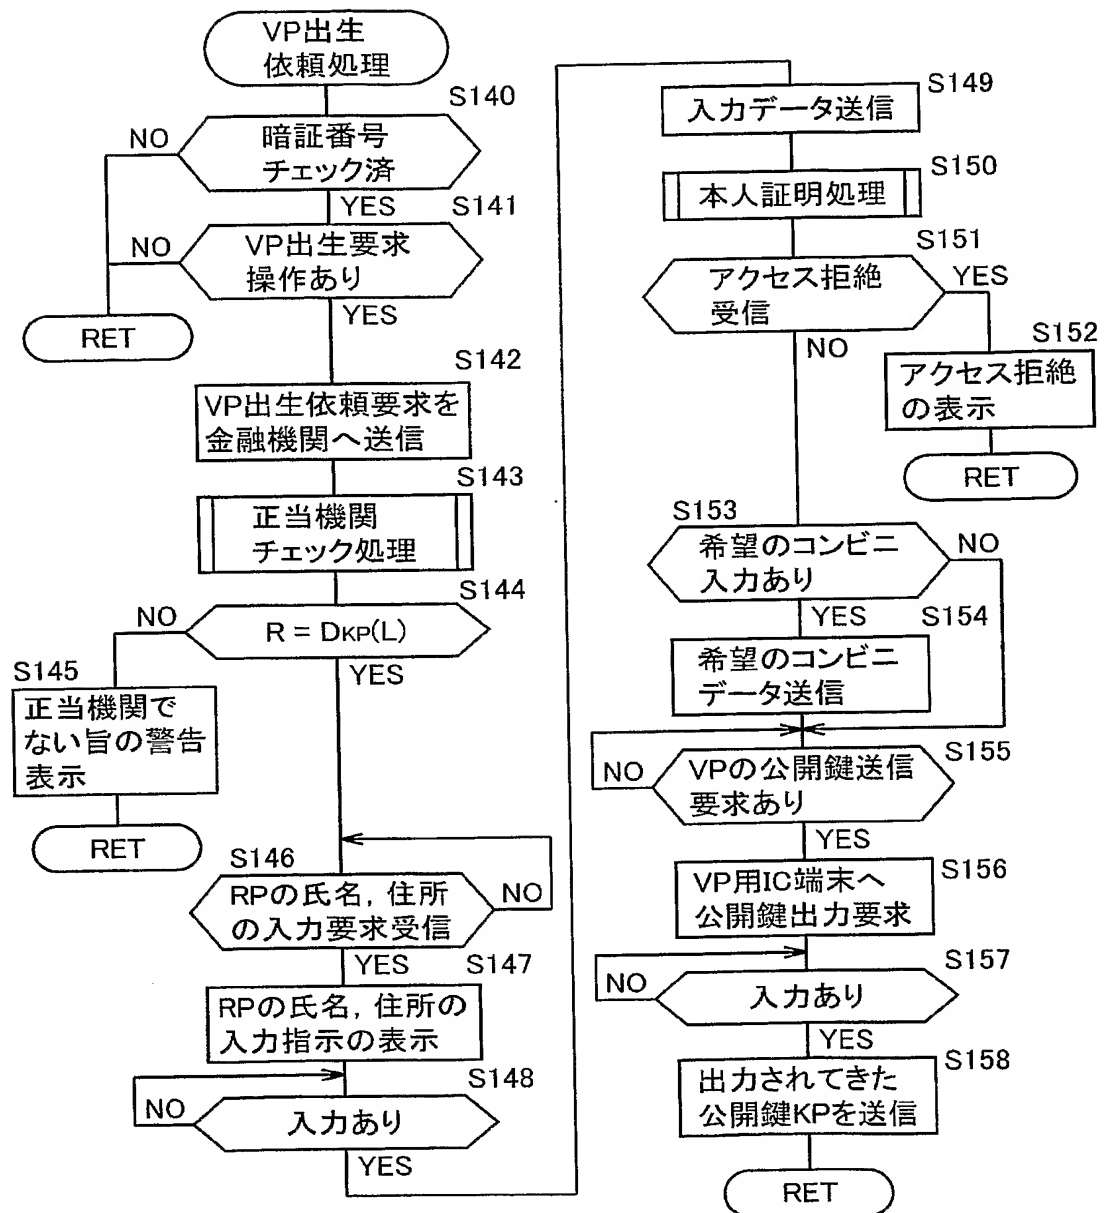 VP出生
依頼処理
S140
暗証番号
チェック済
NO
YES
S141
VP出生要求
操作あり
NO
YES
RET
S142
VP出生依頼要求を
金融機関へ送信
S143
正当機関
チェック処理
S144
R = DKP(L)
NO
YES
S145
正当機関で
ない旨の警告
表示
RET
S146
RPの氏名, 住所
の入力要求受信
NO
YES
S147
RPの氏名, 住所の
入力指示の表示
S148
入力あり
NO
YES
S149
入力データ送信
S150
本人証明処理
S151
アクセス拒絶
受信
YES
NO
S152
アクセス拒絶
の表示
RET
S153
希望のコンビニ
入力あり
NO
YES
S154
希望のコンビニ
データ送信
S155
VPの公開鍵送信
要求あり
NO
YES
S156
VP用IC端末へ
公開鍵出力要求
S157
入力あり
NO
YES
S158
出力されてきた
公開鍵KPを送信
RET